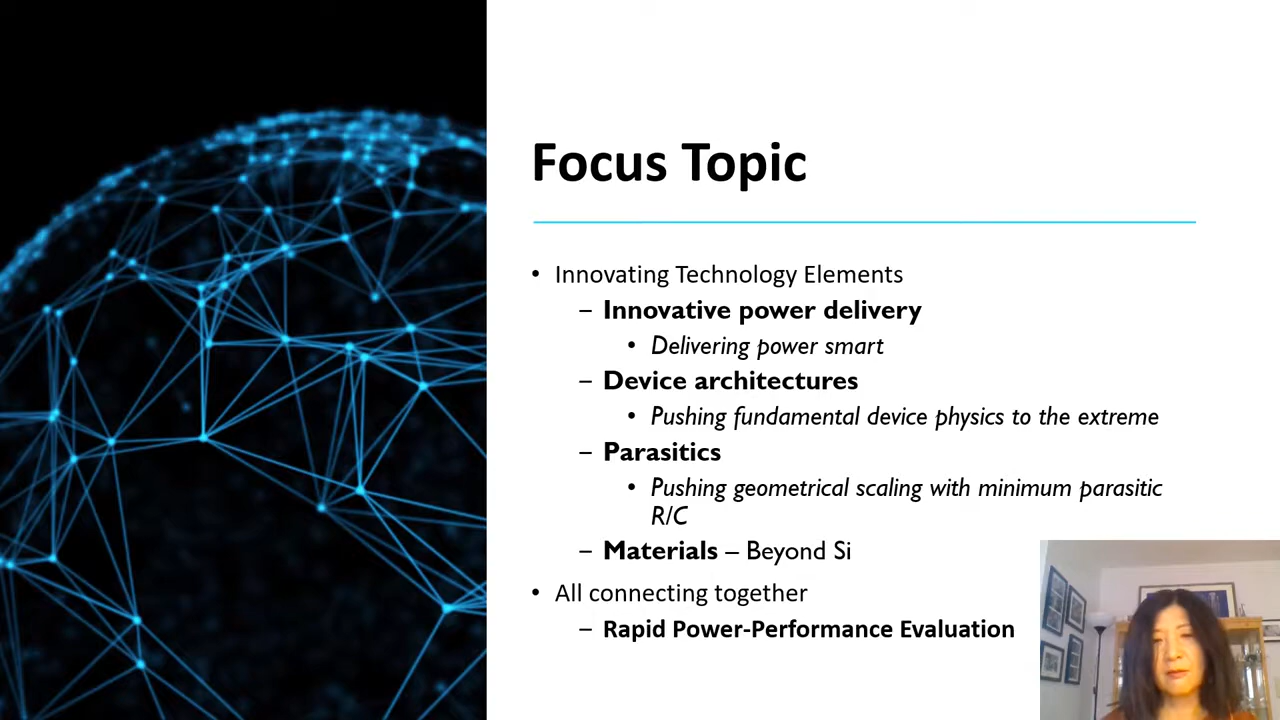 Focus Topic
• Innovating Technology Elements
– Innovative power delivery
• Delivering power smart
– Device architectures
• Pushing fundamental device physics to the extreme
– Parasitics
• Pushing geometrical scaling with minimum parasitic
R/C
– Materials – Beyond Si
• All connecting together
– Rapid Power-Performance Evaluation